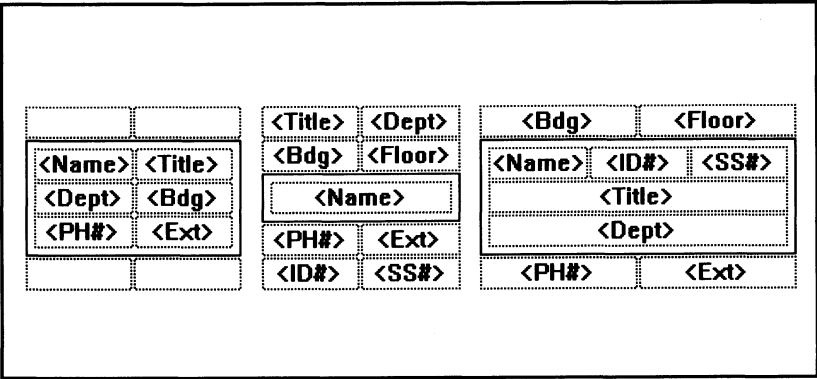 <Name> <Title>
<Dept> <Bdg>
<PH#> <Ext>
<Title> <Dept>
<Bdg> <Floor>
<Name>
<PH#> <Ext>
<ID#> <SS#>
<Bdg> <Floor>
<Name> <ID#> <SS#>
<Title>
<Dept>
<PH#> <Ext>